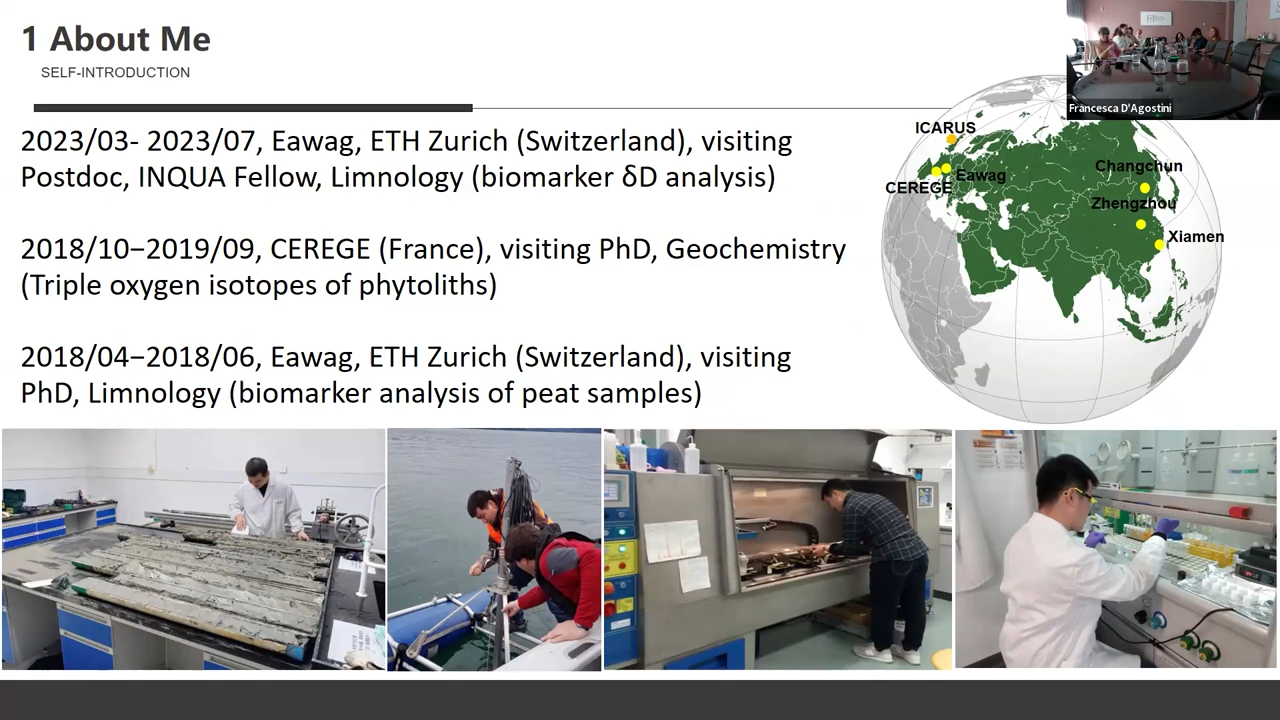 1 About Me
SELF-INTRODUCTION
2023/03- 2023/07, Eawag, ETH Zurich (Switzerland), visiting
Postdoc, INQUA Fellow, Limnology (biomarker δD analysis)
2018/10–2019/09, CEREGE (France), visiting PhD, Geochemistry
(Triple oxygen isotopes of phytoliths)
2018/04–2018/06, Eawag, ETH Zurich (Switzerland), visiting
PhD, Limnology (biomarker analysis of peat samples)
Francesca D'Agostini
ICARUS
Eawag
CEREGE
Changchun
Zhengzhou
Xiamen